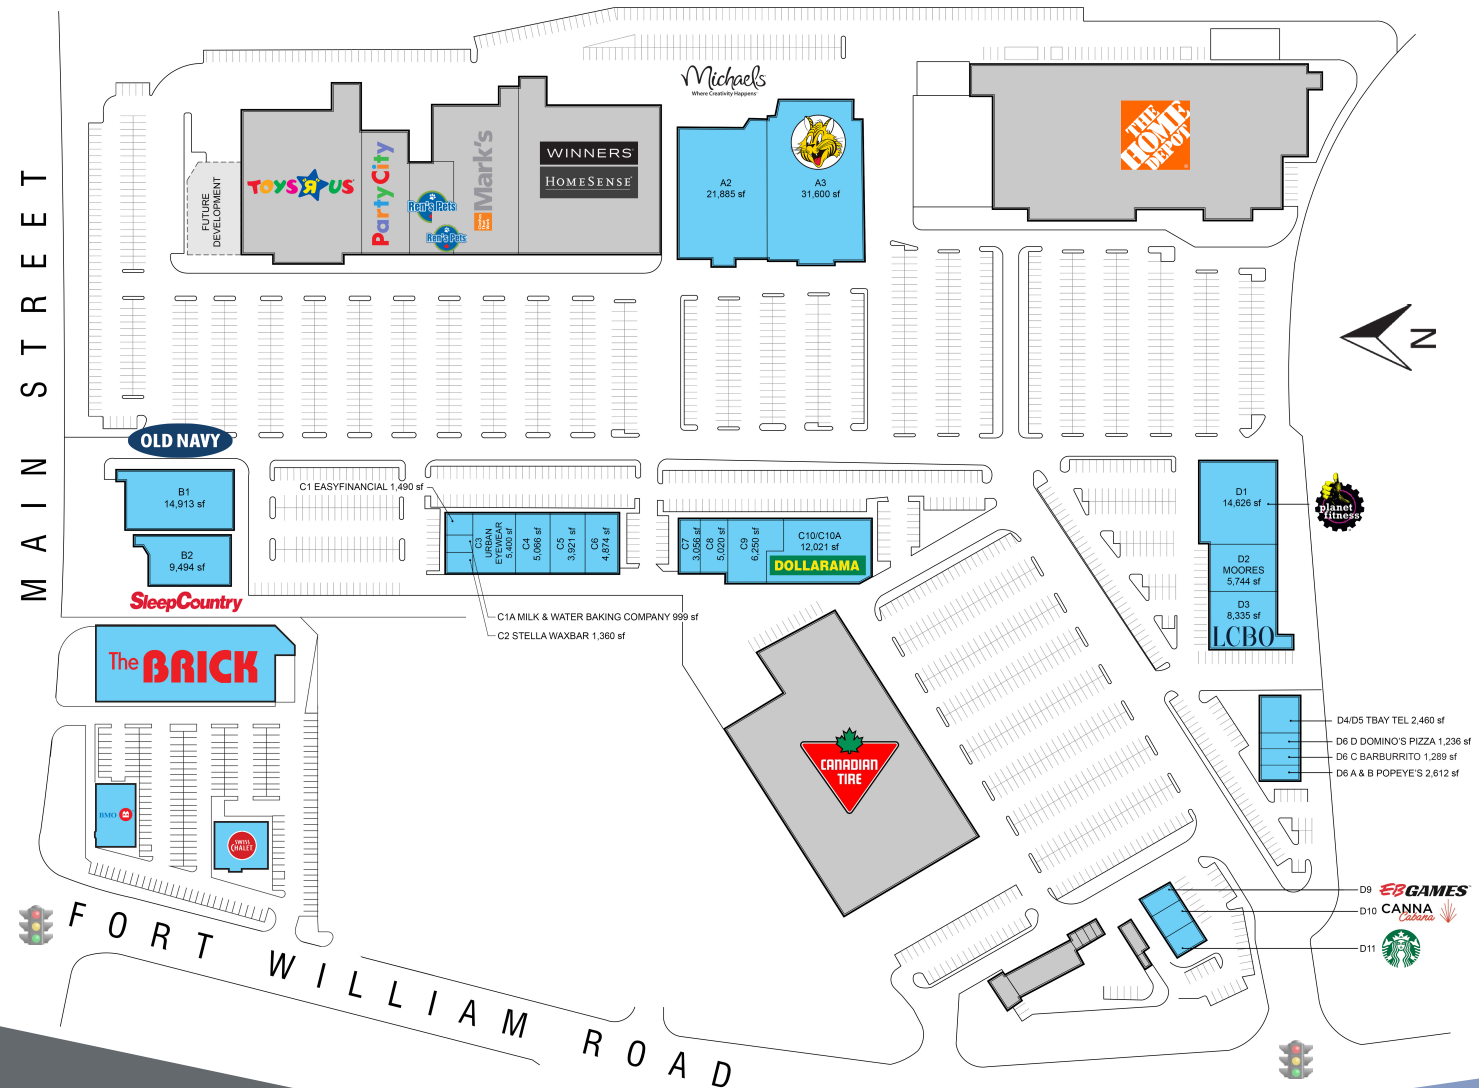 Michaels
Where Creativity Happens™
THE
HOME
DEPOT
MAIN STREET
FUTURE
DEVELOPMENT
TOYS R US
Party City
Ren's Pets
Ren's Pets
Mark's
WINNERS
HOMESENSE
A2
21,885 sf
A3
31,600 sf
N
OLD NAVY
B1
14,913 sf
B2
9,494 sf
SleepCountry
C1 EASYFINANCIAL 1,490 sf
C3
URBAN
EYEWEAR
5,400 sf
C4
5,066 sf
C5
3,921 sf
C6
4,874 sf
C7
3,056 sf
C8
5,020 sf
C9
6,250 sf
C10/C10A
12,021 sf
DOLLARAMA
C1A MILK & WATER BAKING COMPANY 999 sf
C2 STELLA WAXBAR 1,360 sf
D1
14,626 sf
planet
fitness
D2
MOORES
5,744 sf
D3
8,335 sf
LCBO
The BRICK
CANADIAN
TIRE
D4/D5 TBAY TEL 2,460 sf
D6 D DOMINO'S PIZZA 1,236 sf
D6 C BARBURRITO 1,289 sf
D6 A & B POPEYE'S 2,612 sf
BMO
SWISS
CHALET
D9 EBGAMES
D10 CANNA
Cabana
D11
FORT WILLIAM ROAD